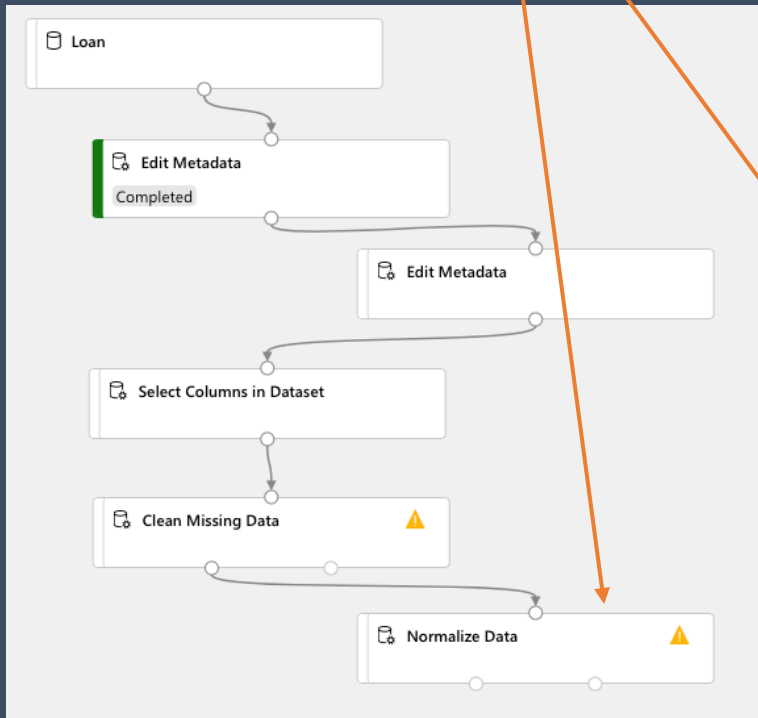 Loan
Edit Metadata
Completed
Edit Metadata
Select Columns in Dataset
Clean Missing Data
Normalize Data